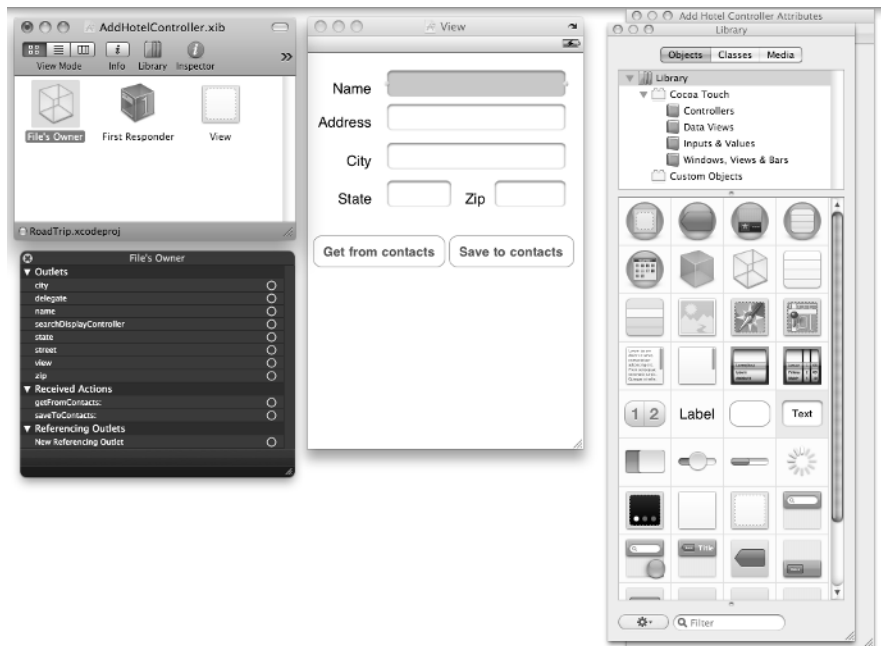 AddHotelController.xib
View Mode Info Library Inspector
File's Owner First Responder View
RoadTrip.xcodeproj
File's Owner
Outlets
city
delegate
name
searchDisplayController
state
street
view
zip
Received Actions
getFromContacts:
saveToContacts:
Referencing Outlets
New Referencing Outlet
View
Name
Address
City
State Zip
Get from contacts Save to contacts
Add Hotel Controller Attributes
Library
Objects Classes Media
Library
Cocoa Touch
Controllers
Data Views
Inputs & Values
Windows, Views & Bars
Custom Objects
1 2 Label Text
Title
Filter